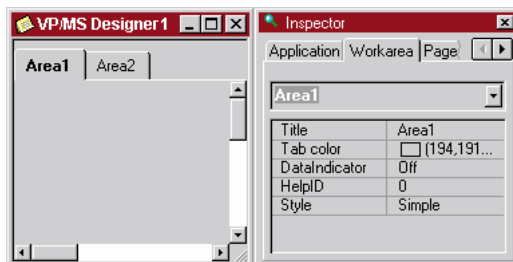 VP/MS Designer1
Area1 Area2
Inspector
Application Workarea Page
Area1
Title Area1
Tab color (194,191...
DataIndicator Off
HelpID 0
Style Simple